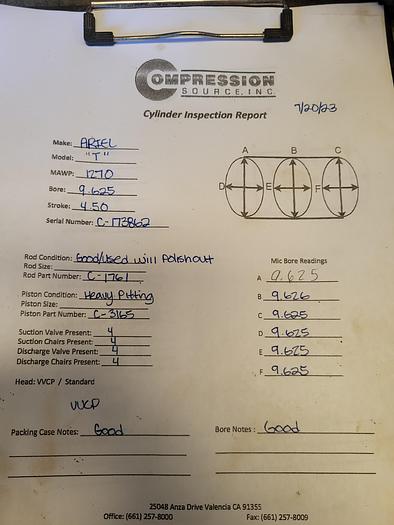 COMPRESSION
SOURCE, INC.
7/20/23
Cylinder Inspection Report
Make: ARIEL
Model: "T"
MAWP: 1270
Bore: 9.625
Stroke: 4.50
Serial Number: C-173862
A B C
D E F
Rod Condition: Good/Used will Polish out
Rod Size:
Rod Part Number: C-1761
Piston Condition: Heavy Pitting
Piston Size:
Piston Part Number: C-3165
Suction Valve Present: 4
Suction Chairs Present: 4
Discharge Valve Present: 4
Discharge Chairs Present: 4
Head: VVCP / Standard
VVCP
Mic Bore Readings
A 9.625
B 9.626
C 9.625
D 9.625
E 9.625
F 9.625
Packing Case Notes: Good
Bore Notes: Good
25048 Anza Drive Valencia CA 91355
Office: (661) 257-8000 Fax: (661) 257-8009